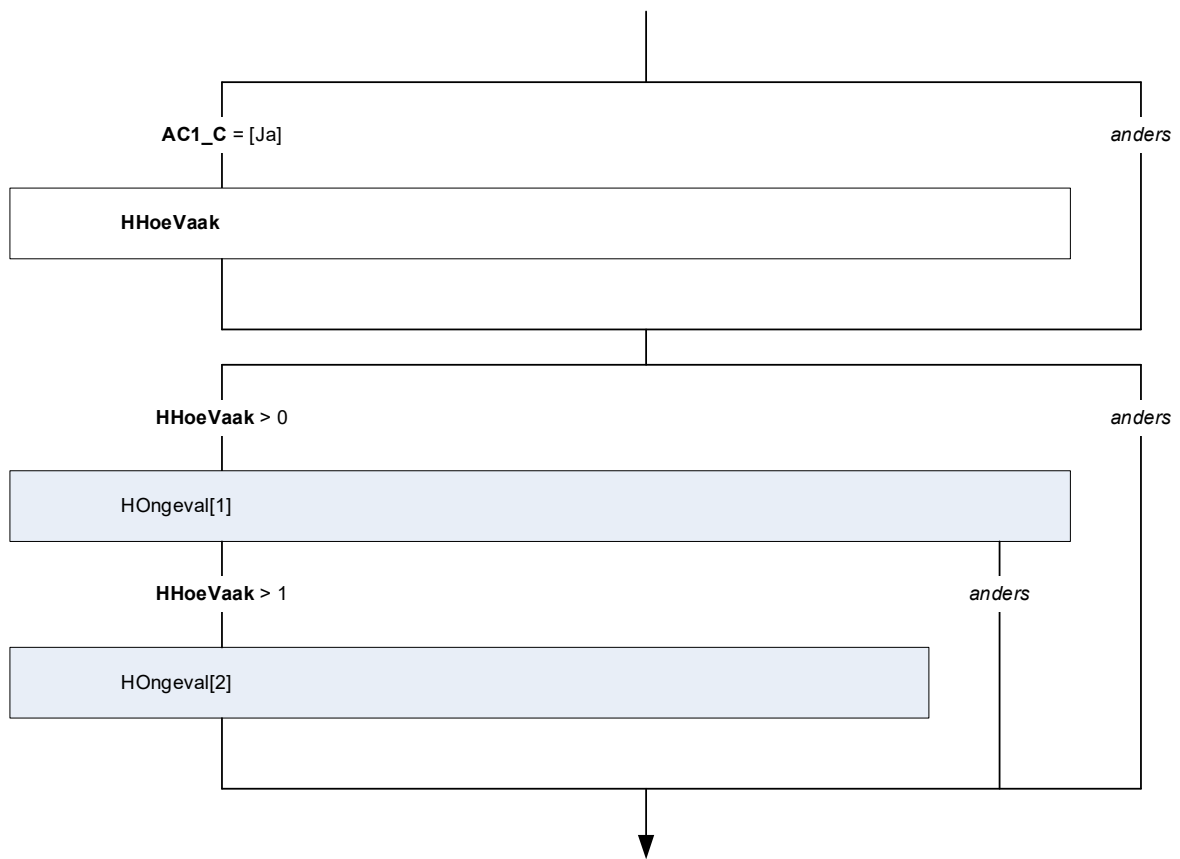 AC1_C = [Ja]
anders
HHoeVaak
HHoeVaak > 0
anders
HOngeval[1]
HHoeVaak > 1
anders
HOngeval[2]